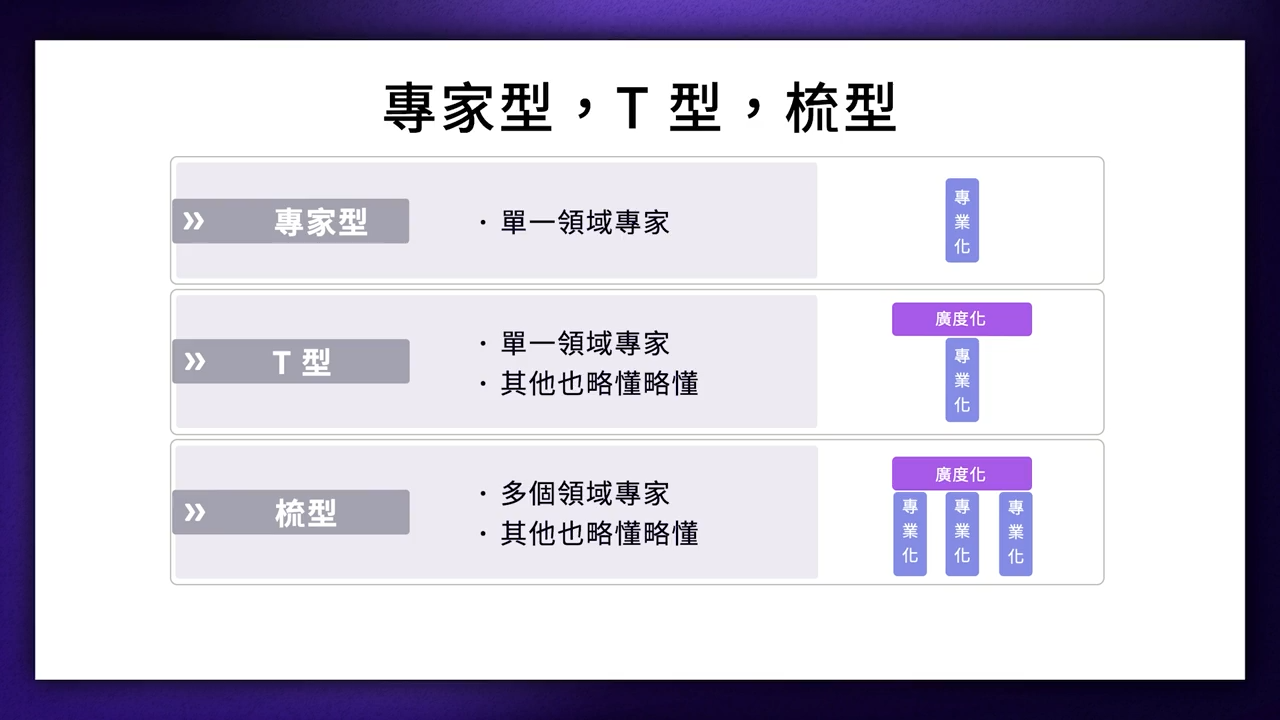 專家型，T 型，梳型
» 專家型
· 單一領域專家
專業化
» T 型
· 單一領域專家
· 其他也略懂略懂
廣度化
專業化
» 梳型
· 多個領域專家
· 其他也略懂略懂
廣度化
專業化
專業化
專業化